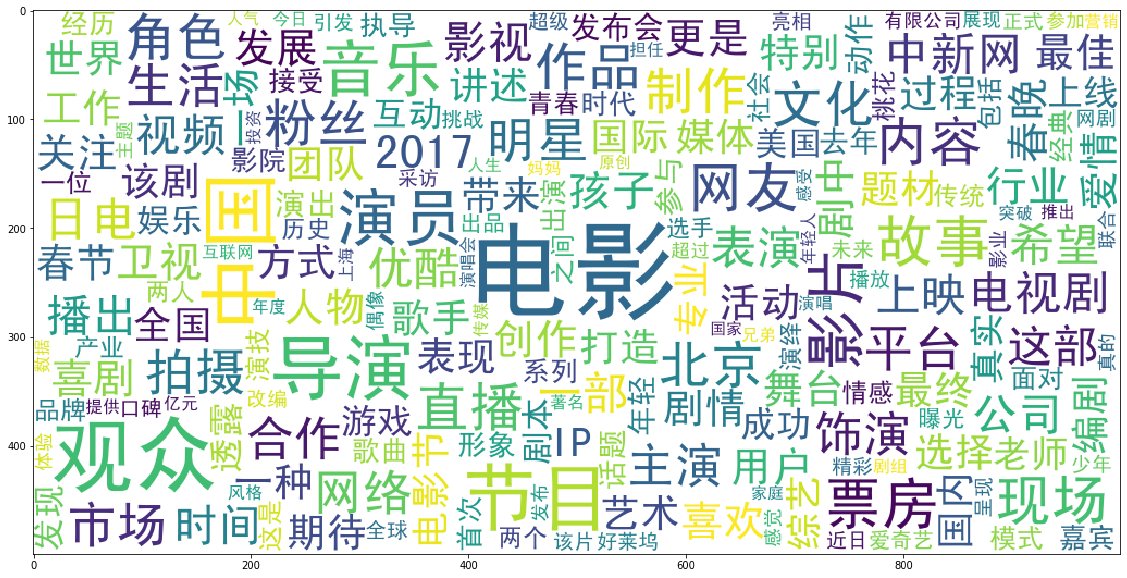 0
100
200
300
400
0
200
400
600
800
1000
经历
人气
今日
引发
执导
超级
发布会
更是
亮相
有限公司
展现
正式
参加
营销
世界
角色
发展
音乐
影视
作品
担任
特别
动作
中新网
最佳
生活
一场
接受
讲述
青春
时代
制作
社会
文化
桃花
过程
包括
春晚
上线
网剧
工作
主题
视频
投资
粉丝
互动
挑战
明星
国际
媒体
美国
去年
内容
经典
爱情
关注
影院
团队
2017
人生
妈妈
原创
一位
该剧
采访
带来
孩子
参与
网友
感受
剧中
题材
传统
行业
日电
娱乐
中国
演出
历史
演员
出品
出演
选手
表演
年轻人
故事
突破
推出
希望
联合
春节
卫视
互联网
方式
上海
优酷
演唱会
电影
之间
超过
未来
影业
两人
年度
人物
偶像
歌手
传媒
专业
活动
演唱
影片
播放
上映
电视剧
播出
全国
创作
打造
国家
兄弟
平台
真实
这部
真的
数据
产业
喜剧
拍摄
演技
导演
表现
系列
一部
北京
演绎
舞台
情感
最终
面对
品牌
提供
口碑
亿元
改编
游戏
直播
著名
年轻
剧情
成功
饰演
曝光
公司
编剧
体验
观众
透露
合作
歌曲
形象
剧本
IP
话题
主演
用户
精彩
剧组
选择
老师
少年
发现
市场
时间
风格
一种
这是
期待
网络
全球
电影节
首次
节目
两个
发布
该片
艺术
好莱坞
喜欢
家庭
感觉
综艺
票房
近日
爱奇艺
国内
呈现
现场
模式
嘉宾